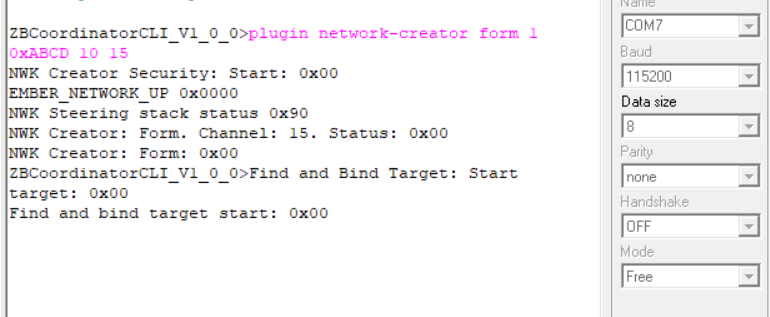 ZBCoordinatorCLI_V1_0_0>plugin network-creator form 1
0xABCD 10 15
NWK Creator Security: Start: 0x00
EMBER_NETWORK_UP 0x0000
NWK Steering stack status 0x90
NWK Creator: Form. Channel: 15. Status: 0x00
NWK Creator: Form: 0x00
ZBCoordinatorCLI_V1_0_0>Find and Bind Target: Start
target: 0x00
Find and bind target start: 0x00
Name
COM7
Baud
115200
Data size
8
Parity
none
Handshake
OFF
Mode
Free